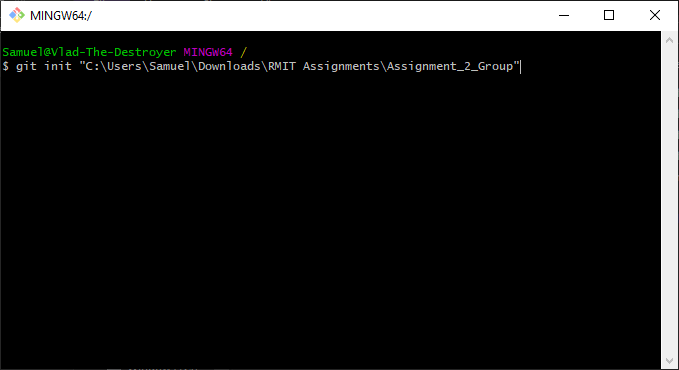 MINGW64:/
Samuel@Vlad-The-Destroyer MINGW64 /
$ git init "C:\Users\Samuel\Downloads\RMIT Assignments\Assignment_2_Group"